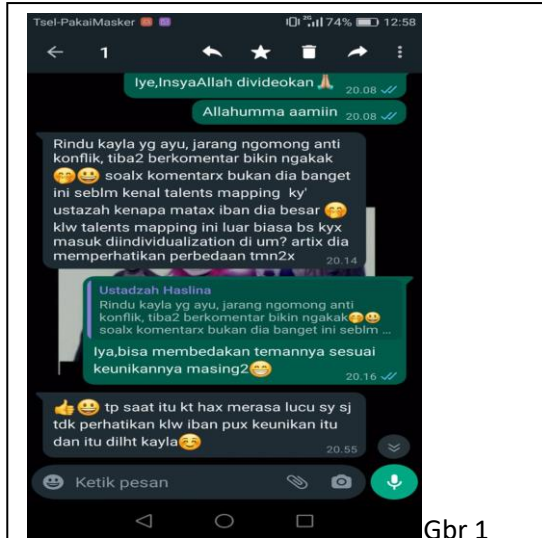 Tsel-PakaiMasker 74% 12:58
1
Iye,InsyaAllah divideokan🙏🏼 20.08
Allahumma aamiin 20.08
Rindu kayla yg ayu, jarang ngomong anti
konflik, tiba2 berkomentar bikin ngakak
🤭😀 soalx komentarx bukan dia banget
ini seblm kenal talents mapping ky'
ustazah kenapa matax iban dia besar 🤭
klw talents mapping ini luar biasa bs kyx
masuk diindividualization di um? artix dia
memperhatikan perbedaan tmn2x 20.14
Ustadzah Haslina
Rindu kayla yg ayu, jarang ngomong anti
konflik, tiba2 berkomentar bikin ngakak🤭😀
soalx komentarx bukan dia banget ini seblm ...
Iya,bisa membedakan temannya sesuai
keunikannya masing2😁 20.16
👍😀 tp saat itu kt hax merasa lucu sy sj
tdk perhatikan klw iban pux keunikan itu
dan itu dilht kayla☺️ 20.55
Ketik pesan
Gbr 1